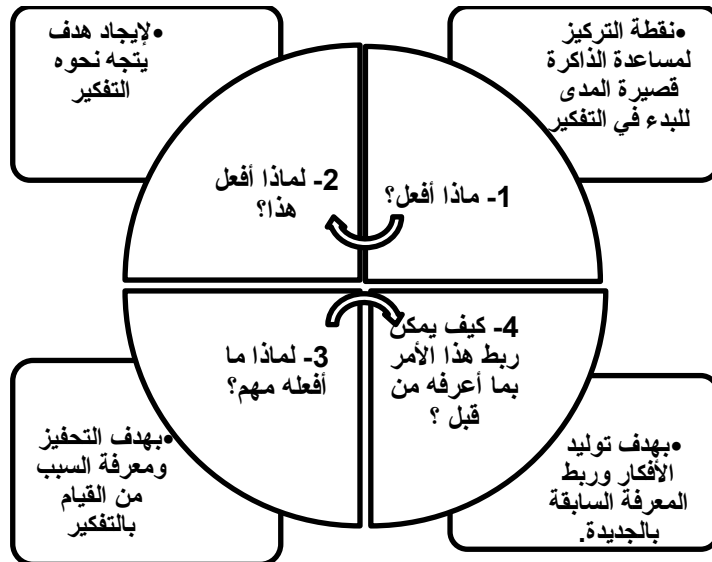 •نقطة التركيز
لمساعدة الذاكرة
قصيرة المدى
للبدء في التفكير
•لإيجاد هدف
يتجه نحوه
التفكير
1- ماذا أفعل؟
2- لماذا أفعل
هذا؟
3- لماذا ما
أفعله مهم؟
4- كيف يمكن
ربط هذا الأمر
بما أعرفه من
قبل ؟
•بهدف توليد
الأفكار وربط
المعرفة السابقة
بالجديدة.
•بهدف التحفيز
ومعرفة السبب
من القيام
بالتفكير